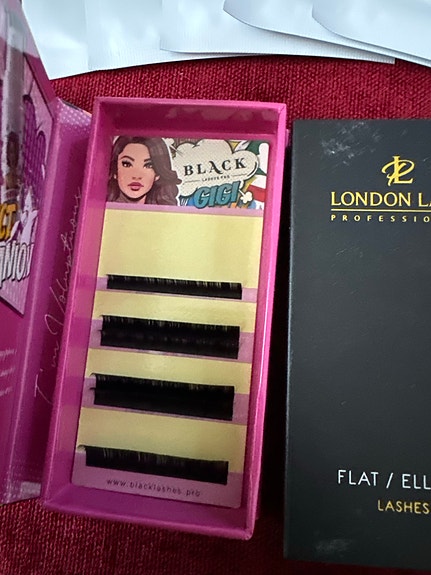 BLACK
LASHES PRO
GIGI
www.blacklashes.pro
LONDON LA
PROFESSIO
FLAT / ELL
LASHES